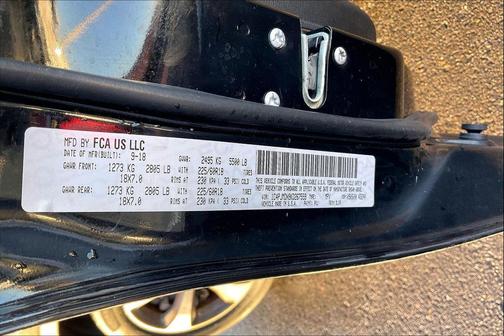 MFD BY FCA US LLC
DATE OF MFR(BUILT): 9-18 GVWR: 2495 KG 5500 LB
GAWR FRONT: 1273 KG 2805 LB 225/60R18
18X7.0 RIMS AT 230 KPA( 33 PSI) COLD
GAWR REAR: 1273 KG 2805 LB 225/60R18
18X7.0 RIMS AT 230 KPA( 33 PSI) COLD
THIS VEHICLE CONFORMS TO ALL APPLICABLE U.S.A. FEDERAL MOTOR VEHICLE SAFETY, BUMPER AND
THEFT PREVENTION STANDARDS IN EFFECT ON THE DATE OF MANUFACTURE SHOWN ABOVE.